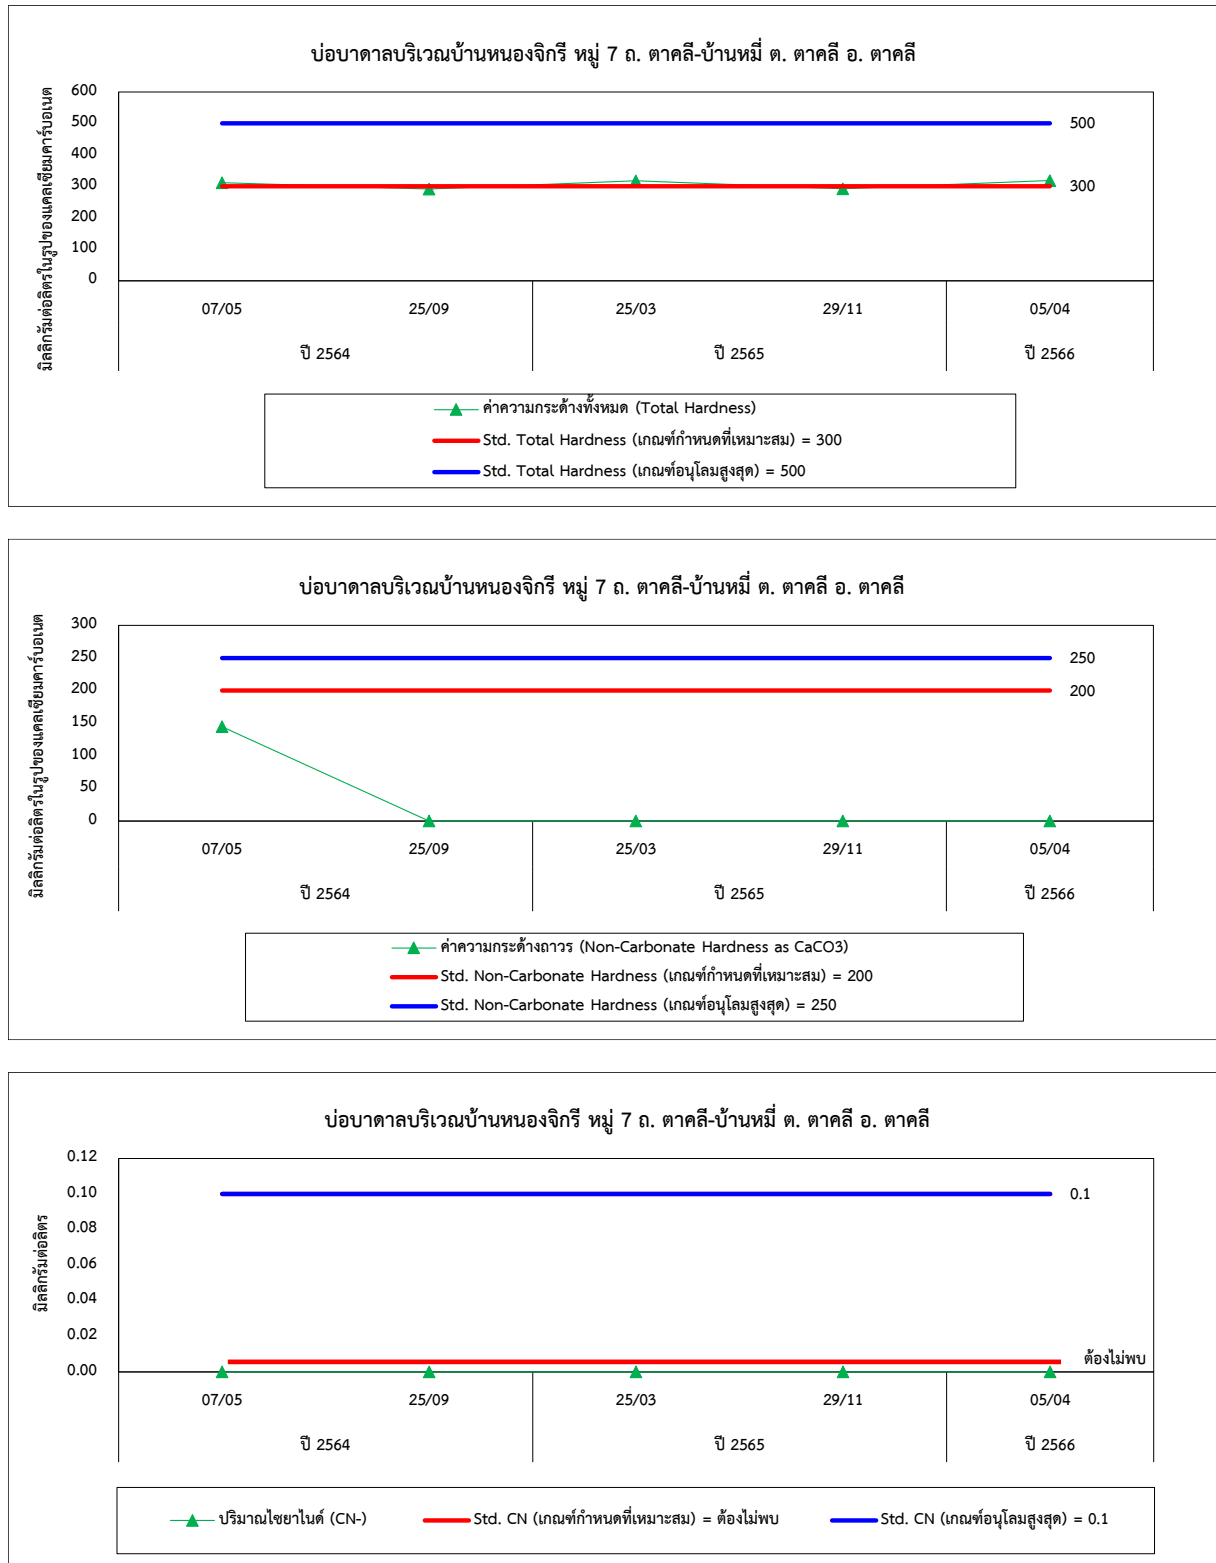 บ่อบาดาลบริเวณบ้านหนองจิกรี หมู่ 7 ถ. ตาคลี-บ้านหมี่ ต. ตาคลี อ. ตาคลี
มิลลิกรัมต่อลิตรในรูปของแคลเซียมคาร์บอเนต
600
500
400
300
200
100
0
500
300
07/05 25/09 25/03 29/11 05/04
ปี 2564 ปี 2565 ปี 2566
ค่าความกระด้างทั้งหมด (Total Hardness)
Std. Total Hardness (เกณฑ์กำหนดที่เหมาะสม) = 300
Std. Total Hardness (เกณฑ์อนุโลมสูงสุด) = 500
บ่อบาดาลบริเวณบ้านหนองจิกรี หมู่ 7 ถ. ตาคลี-บ้านหมี่ ต. ตาคลี อ. ตาคลี
มิลลิกรัมต่อลิตรในรูปของแคลเซียมคาร์บอเนต
300
250
200
150
100
50
0
250
200
07/05 25/09 25/03 29/11 05/04
ปี 2564 ปี 2565 ปี 2566
ค่าความกระด้างถาวร (Non-Carbonate Hardness as CaCO3)
Std. Non-Carbonate Hardness (เกณฑ์กำหนดที่เหมาะสม) = 200
Std. Non-Carbonate Hardness (เกณฑ์อนุโลมสูงสุด) = 250
บ่อบาดาลบริเวณบ้านหนองจิกรี หมู่ 7 ถ. ตาคลี-บ้านหมี่ ต. ตาคลี อ. ตาคลี
มิลลิกรัมต่อลิตร
0.12
0.10
0.08
0.06
0.04
0.02
0.00
0.1
ต้องไม่พบ
07/05 25/09 25/03 29/11 05/04
ปี 2564 ปี 2565 ปี 2566
ปริมาณไซยาไนด์ (CN-) Std. CN (เกณฑ์กำหนดที่เหมาะสม) = ต้องไม่พบ Std. CN (เกณฑ์อนุโลมสูงสุด) = 0.1